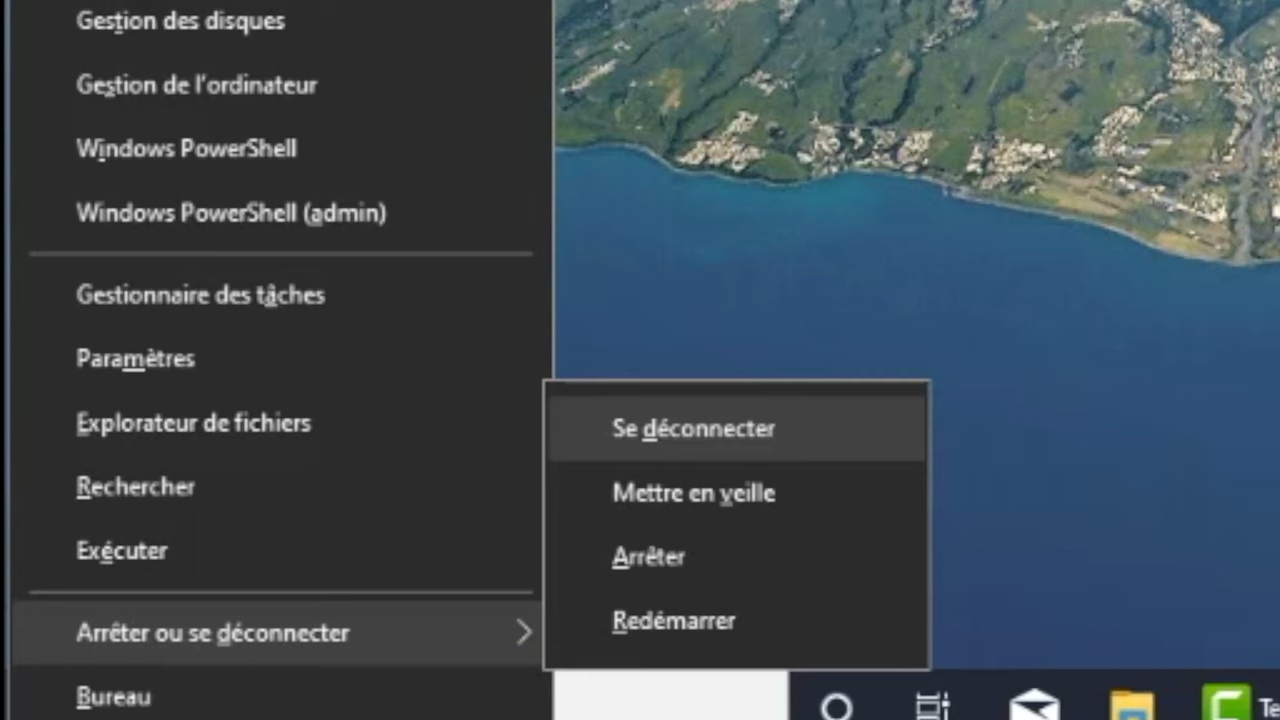 Gestion des disques
Gestion de l'ordinateur
Windows PowerShell
Windows PowerShell (admin)
Gestionnaire des tâches
Paramètres
Explorateur de fichiers
Rechercher
Exécuter
Arrêter ou se déconnecter
Bureau
Se déconnecter
Mettre en veille
Arrêter
Redémarrer
Te